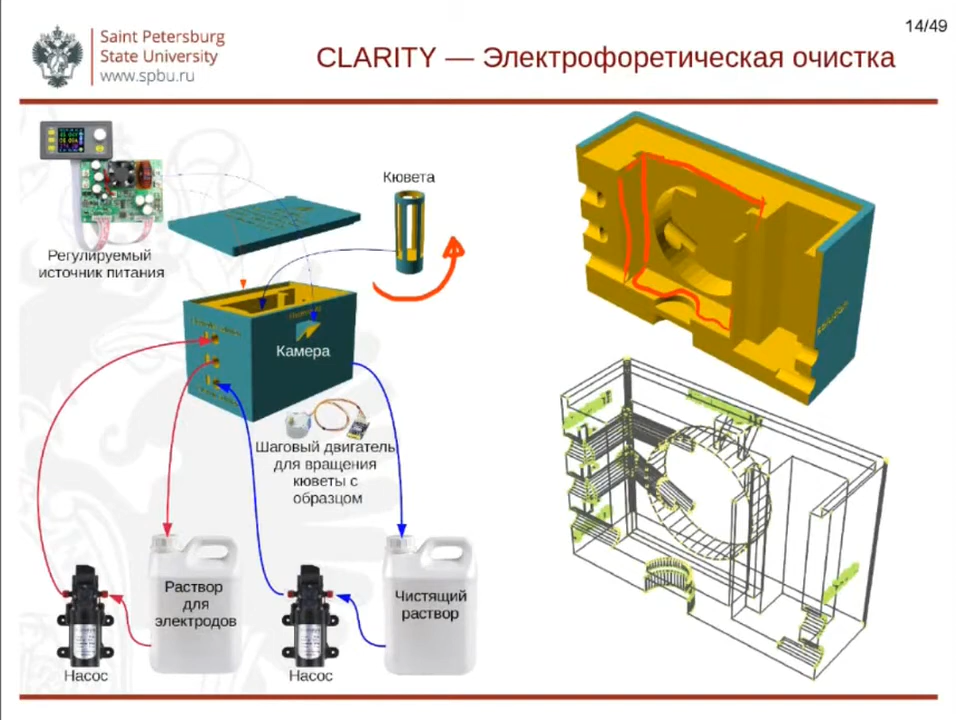 14/49
Saint Petersburg
State University
www.spbu.ru
CLARITY — Электрофоретическая очистка
Кювета
Регулируемый
источник питания
Камера
Шаговый двигатель
для вращения
кюветы с
образцом
Раствор
для
электродов
Чистящий
раствор
Насос
Насос